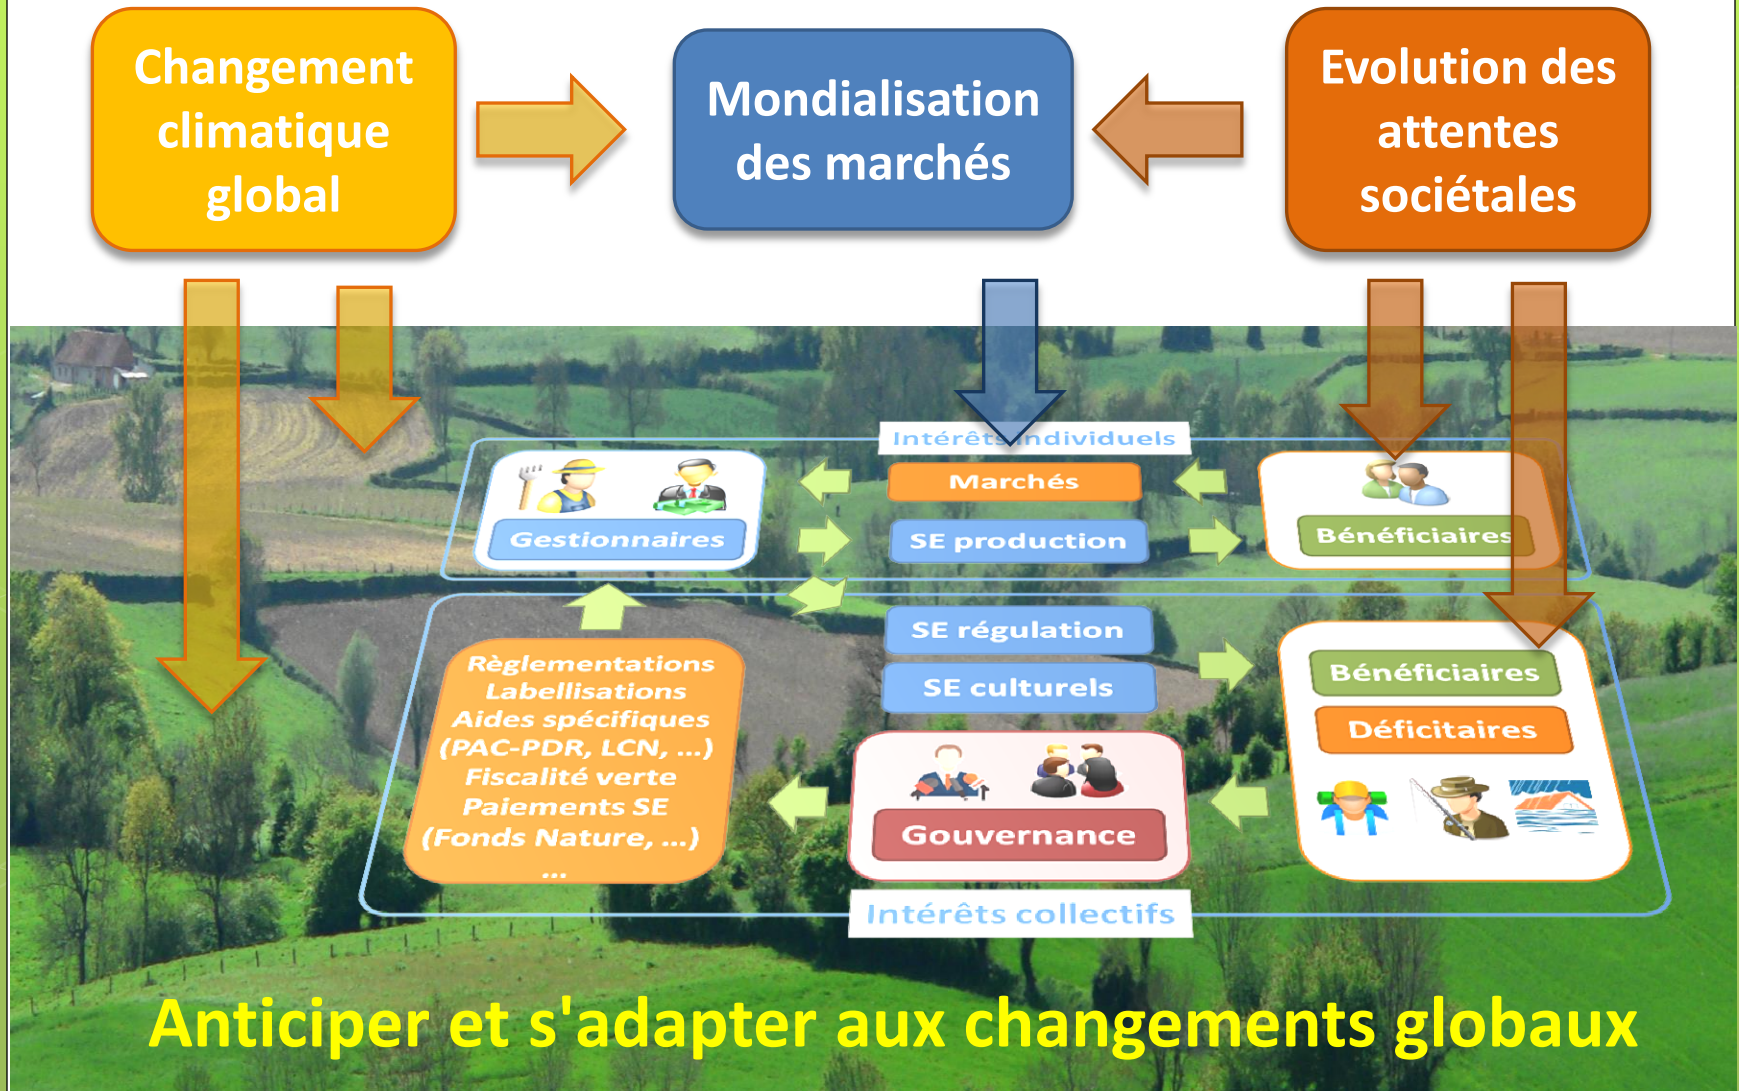 Changement
climatique
global
Mondialisation
des marchés
Evolution des
attentes
sociétales
Intérêts individuels
Marchés
Gestionnaires
SE production
Bénéficiaires
SE régulation
SE culturels
Règlementations
Labellisations
Aides spécifiques
(PAC-PDR, LCN, ...)
Fiscalité verte
Paiements SE
(Fonds Nature, ...)
...
Bénéficiaires
Déficitaires
Gouvernance
Intérêts collectifs
Anticiper et s'adapter aux changements globaux